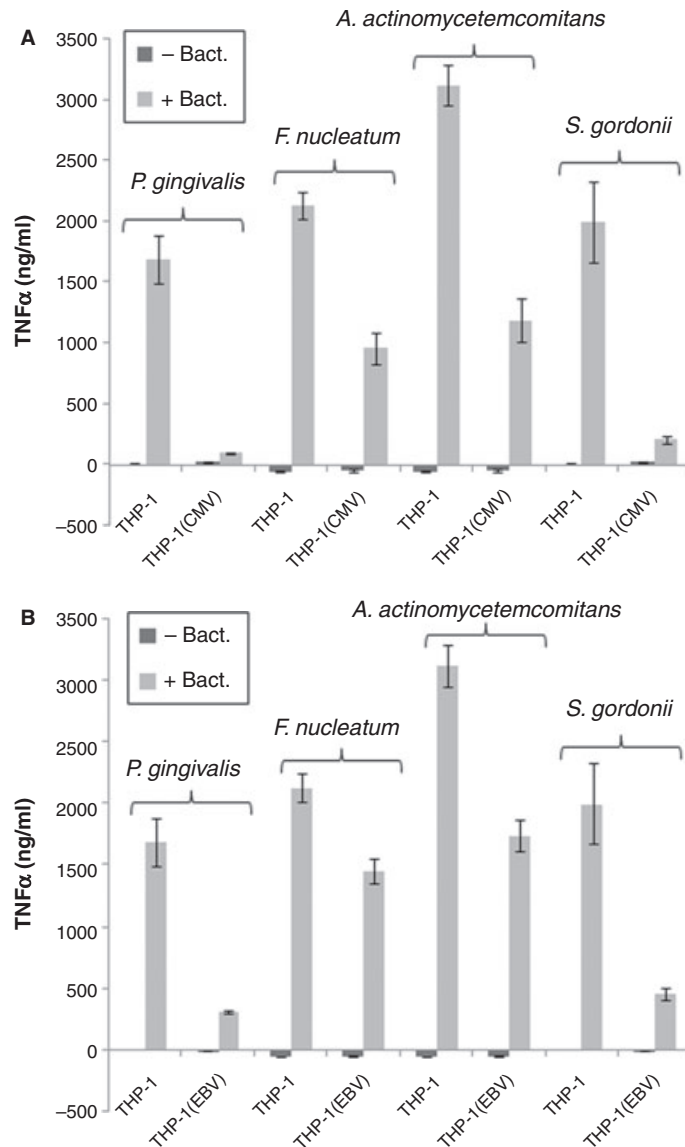 A
A. actinomycetemcomitans
3500
– Bact.
3000
+ Bact.
F. nucleatum
S. gordonii
2500
P. gingivalis
2000
1500
1000
500
0
–500
TNFα (ng/ml)
THP-1
THP-1(CMV)
THP-1
THP-1(CMV)
THP-1
THP-1(CMV)
THP-1
THP-1(CMV)
B
A. actinomycetemcomitans
3500
– Bact.
3000
+ Bact.
F. nucleatum
S. gordonii
2500
P. gingivalis
2000
1500
1000
500
0
–500
TNFα (ng/ml)
THP-1
THP-1(EBV)
THP-1
THP-1(EBV)
THP-1
THP-1(EBV)
THP-1
THP-1(EBV)